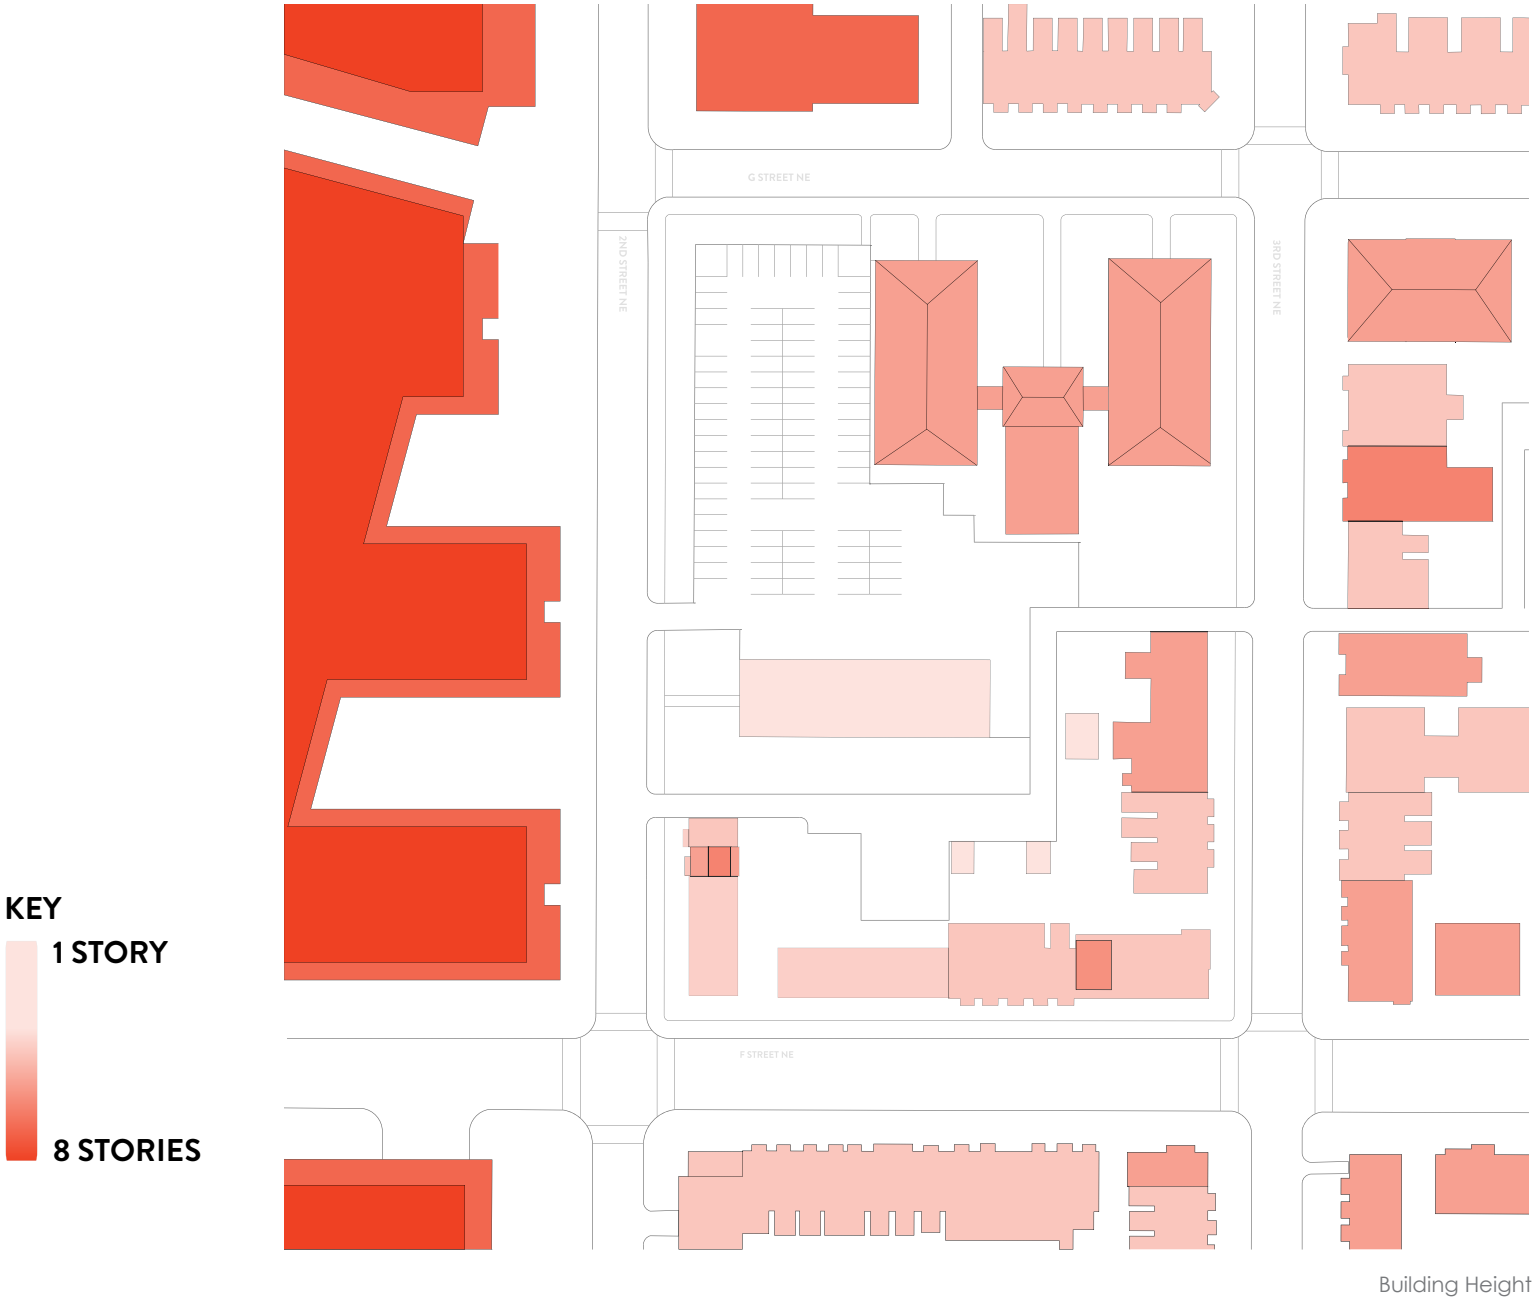 G STREET NE
2ND STREET NE
3RD STREET NE
KEY
1 STORY
8 STORIES
F STREET NE
Building Height